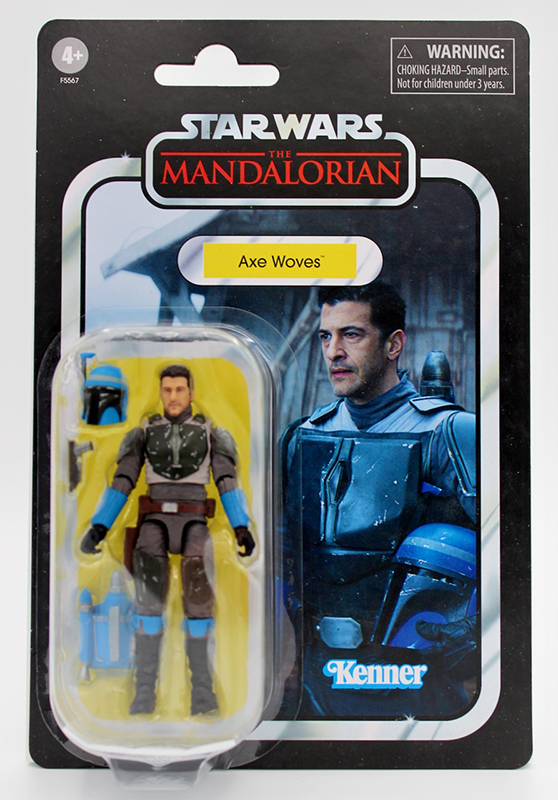 4+
F5567
WARNING:
CHOKING HAZARD–Small parts.
Not for children under 3 years.
STAR WARS
THE
MANDALORIAN
Axe Woves™
Kenner